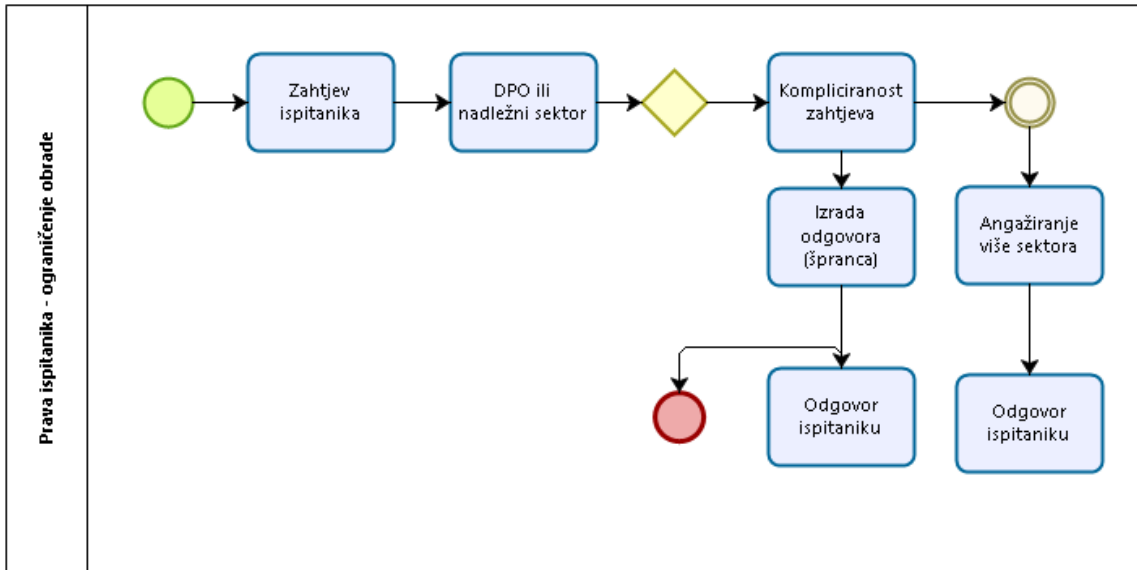 Prava ispitanika - ograničenje obrade
Zahtjev
ispitanika
DPO ili
nadležni sektor
Kompliciranost
zahtjeva
Izrada
odgovora
(špranca)
Angažiranje
više sektora
Odgovor
ispitaniku
Odgovor
ispitaniku